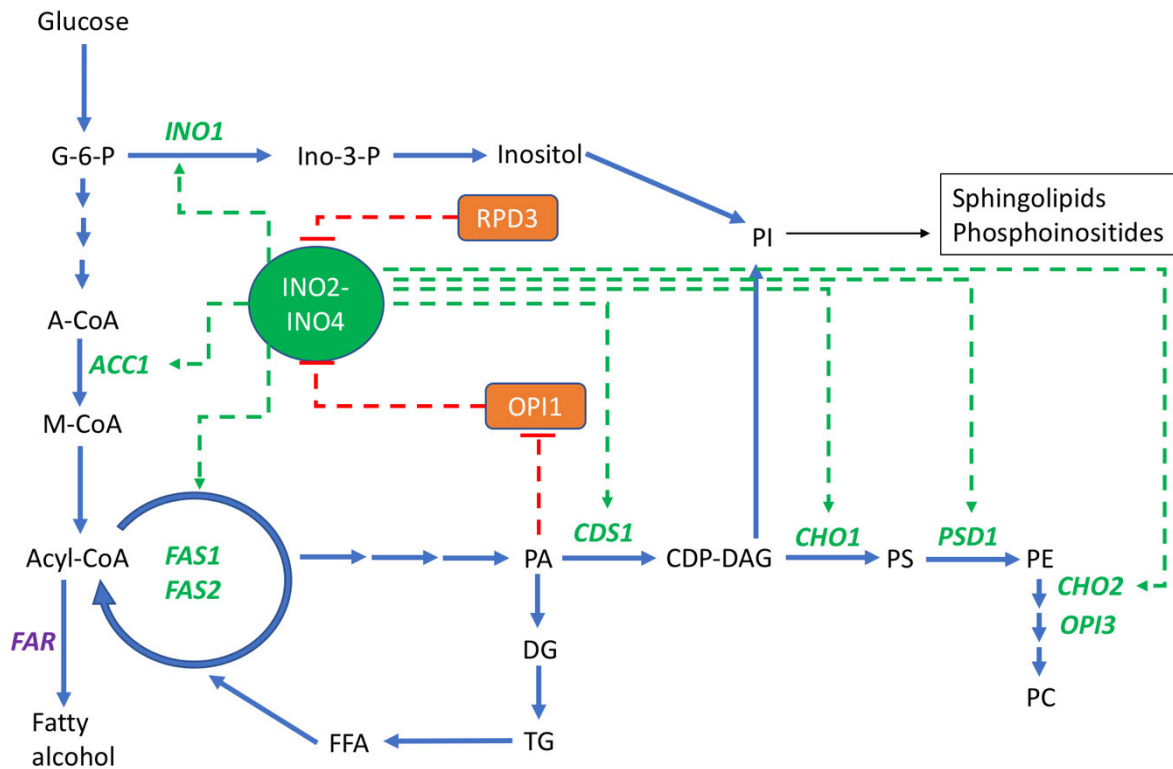 Glucose
INO1
G-6-P
Ino-3-P
Inositol
RPD3
PI
Sphingolipids
Phosphoinositides
INO2-
INO4
A-CoA
ACC1
OPI1
M-CoA
Acyl-CoA
FAS1
FAS2
PA
CDS1
CDP-DAG
CHO1
PS
PSD1
PE
CHO2
OPI3
PC
FAR
DG
Fatty
alcohol
FFA
TG